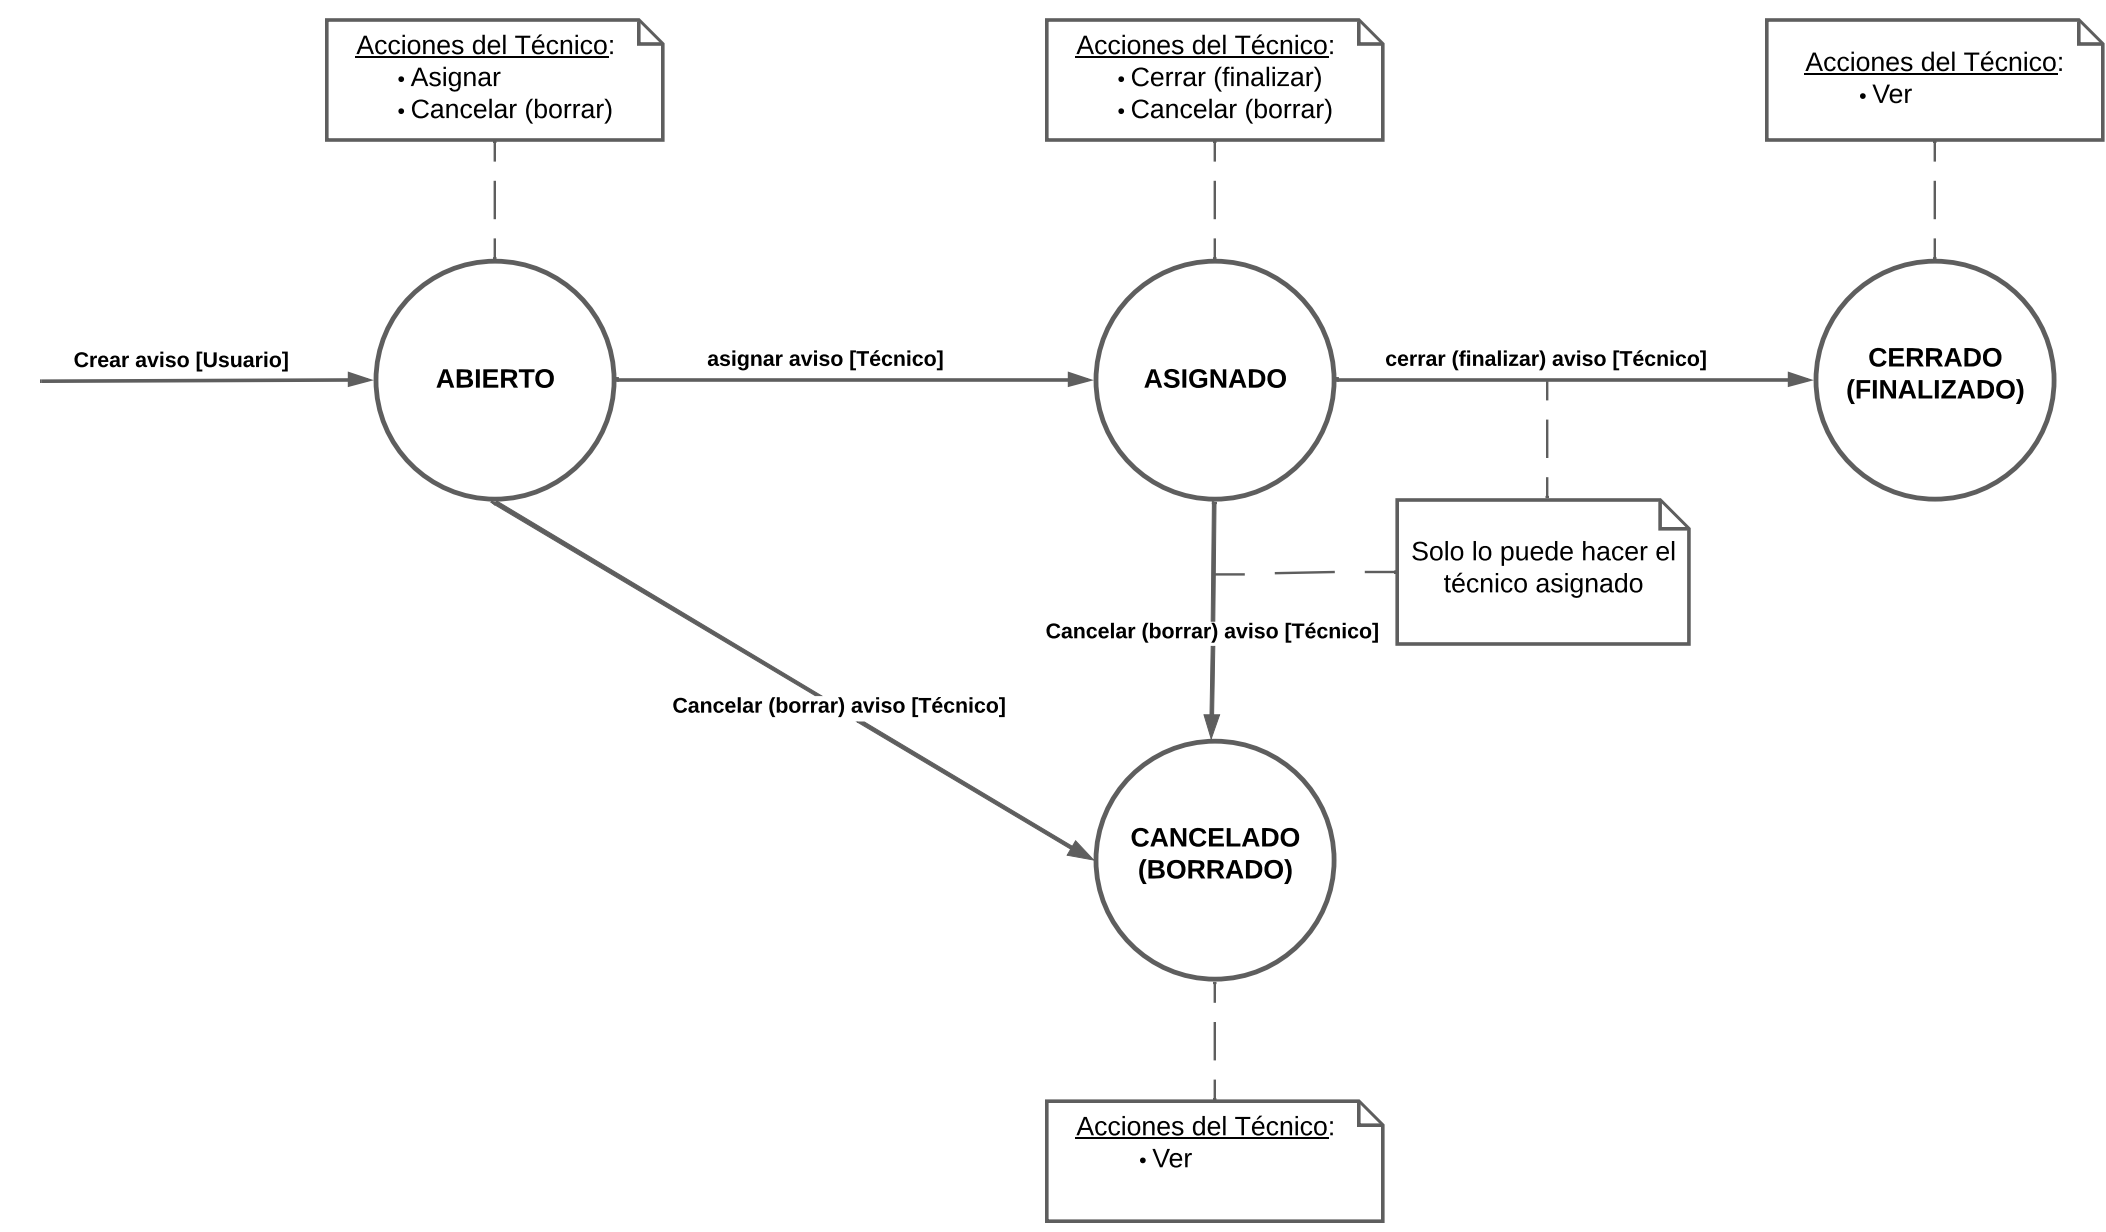 Acciones del Técnico:
• Asignar
• Cancelar (borrar)
Acciones del Técnico:
• Cerrar (finalizar)
• Cancelar (borrar)
Acciones del Técnico:
• Ver
Crear aviso [Usuario]
ABIERTO
asignar aviso [Técnico]
ASIGNADO
cerrar (finalizar) aviso [Técnico]
CERRADO
(FINALIZADO)
Solo lo puede hacer el
técnico asignado
Cancelar (borrar) aviso [Técnico]
Cancelar (borrar) aviso [Técnico]
CANCELADO
(BORRADO)
Acciones del Técnico:
• Ver